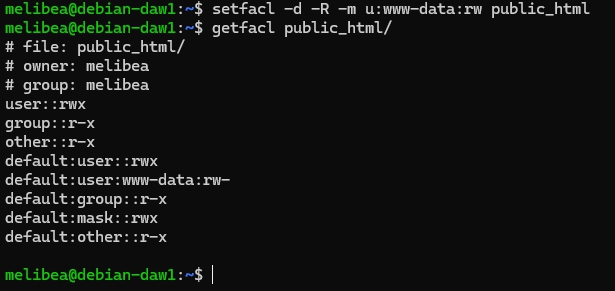 melibea@debian-daw1:~$ setfacl -d -R -m u:www-data:rw public_html
melibea@debian-daw1:~$ getfacl public_html/
# file: public_html/
# owner: melibea
# group: melibea
user::rwx
group::r-x
other::r-x
default:user::rwx
default:user:www-data:rw-
default:group::r-x
default:mask::rwx
default:other::r-x

melibea@debian-daw1:~$